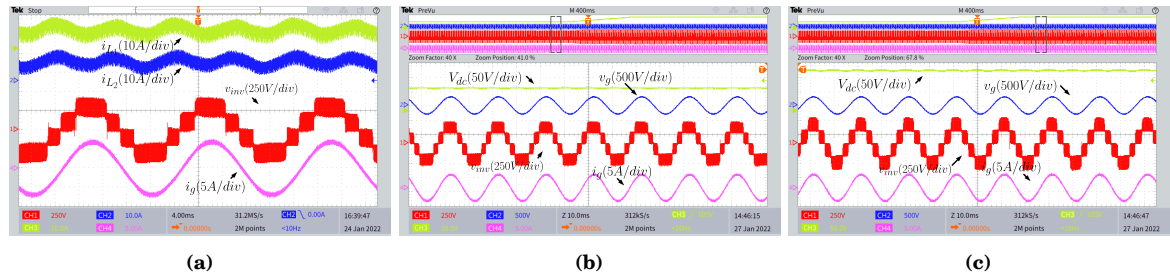 Tek Stop
i_{L_1}(10A/div)
i_{L_2}(10A/div)
v_{inv}(250V/div)
i_g(5A/div)
CH1 250V CH2 10.0A 4.00ms 31.2MS/s CH2 0.00A 16:39:47
CH3 CH4 0.00000s 2M points <10Hz 24 Jan 2022
(a)
Tek PreVu M 400ms
Zoom Factor: 40 X Zoom Position: 41.0 %
V_{dc}(50V/div) v_g(500V/div)
v_{inv}(250V/div) i_g(5A/div)
CH1 250V CH2 500V Z 10.0ms 312kS/s CH3 14:46:15
CH3 CH4 0.00000s 2M points 27 Jan 2022
(b)
Tek PreVu M 400ms
Zoom Factor: 40 X Zoom Position: 67.8 %
V_{dc}(50V/div) v_g(500V/div)
v_{inv}(250V/div) i_g(5A/div)
CH1 250V CH2 500V Z 10.0ms 312kS/s CH3 14:46:47
CH3 CH4 0.00000s 2M points 27 Jan 2022
(c)